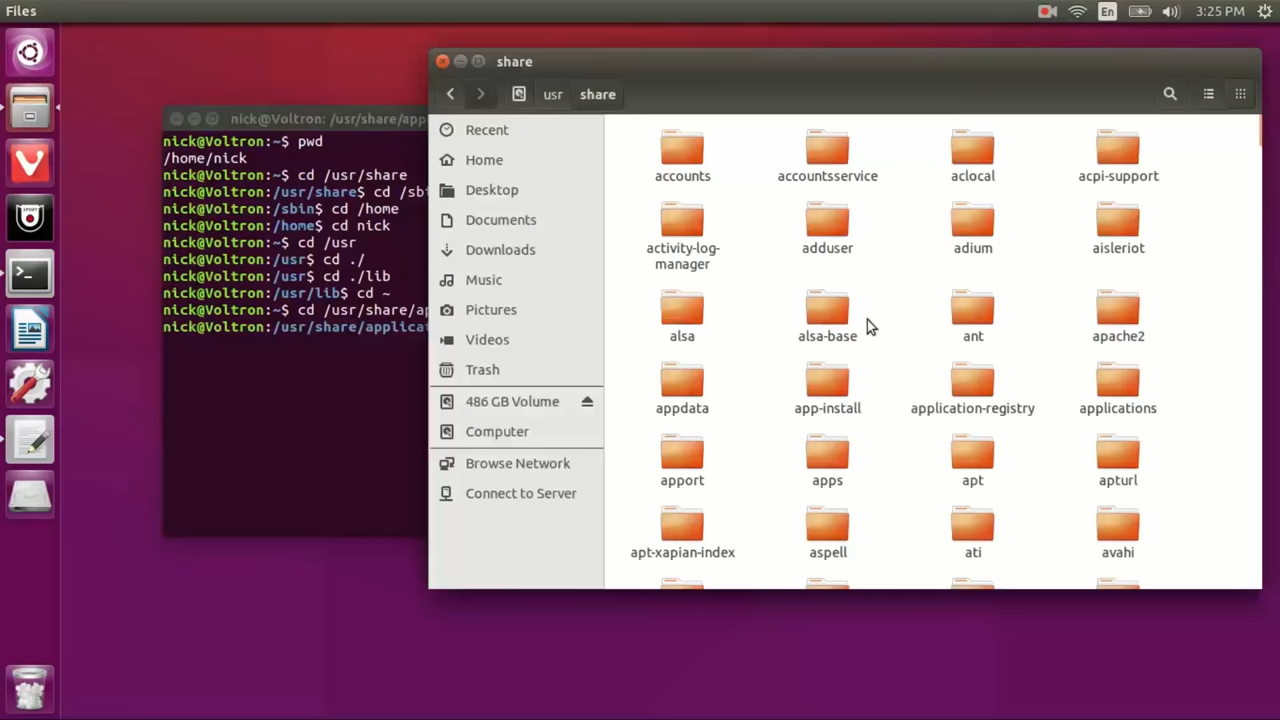 Files
En
3:25 PM
share
usr
share
nick@Voltron: /usr/share/app
nick@Voltron:~$ pwd
/home/nick
nick@Voltron:~$ cd /usr/share
nick@Voltron:/usr/share$ cd /sbi
nick@Voltron:/sbin$ cd /home
nick@Voltron:/home$ cd nick
nick@Voltron:~$ cd /usr
nick@Voltron:/usr$ cd ./
nick@Voltron:/usr$ cd ./lib
nick@Voltron:/usr/lib$ cd ~
nick@Voltron:~$ cd /usr/share/ap
nick@Voltron:/usr/share/applicat
Recent
Home
Desktop
Documents
Downloads
Music
Pictures
Videos
Trash
486 GB Volume
Computer
Browse Network
Connect to Server
accounts
accountsservice
aclocal
acpi-support
activity-log-
manager
adduser
adium
aisleriot
alsa
alsa-base
ant
apache2
appdata
app-install
application-registry
applications
apport
apps
apt
apturl
apt-xapian-index
aspell
ati
avahi